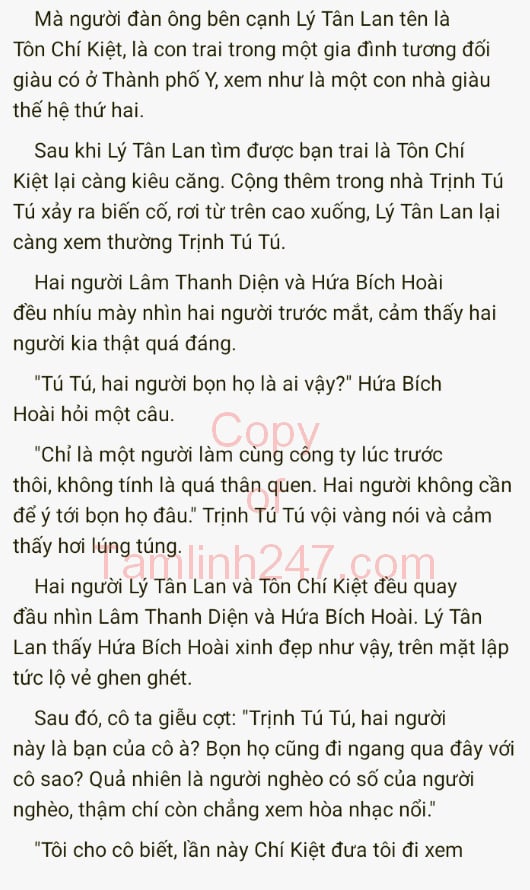 Mà người đàn ông bên cạnh Lý Tân Lan tên là
Tôn Chí Kiệt, là con trai trong một gia đình tương đối
giàu có ở Thành phố Y, xem như là một con nhà giàu
thế hệ thứ hai.
Sau khi Lý Tân Lan tìm được bạn trai là Tôn Chí
Kiệt lại càng kiêu căng. Cộng thêm trong nhà Trịnh Tú
Tú xảy ra biến cố, rơi từ trên cao xuống, Lý Tân Lan lại
càng xem thường Trịnh Tú Tú.
Hai người Lâm Thanh Diện và Hứa Bích Hoài
đều nhíu mày nhìn hai người trước mắt, cảm thấy hai
người kia thật quá đáng.
"Tú Tú, hai người bọn họ là ai vậy?" Hứa Bích
Hoài hỏi một câu.
"Chỉ là một người làm cùng công ty lúc trước
thôi, không tính là quá thân quen. Hai người không cần
để ý tới bọn họ đâu." Trịnh Tú Tú vội vàng nói và cảm
thấy hơi lúng túng.
Hai người Lý Tân Lan và Tôn Chí Kiệt đều quay
đầu nhìn Lâm Thanh Diện và Hứa Bích Hoài. Lý Tân
Lan thấy Hứa Bích Hoài xinh đẹp như vậy, trên mặt lập
tức lộ vẻ ghen ghét.
Sau đó, cô ta giễu cợt: "Trịnh Tú Tú, hai người
này là bạn của cô à? Bọn họ cũng đi ngang qua đây với
cô sao? Quả nhiên là người nghèo có số của người
nghèo, thậm chí còn chẳng xem hòa nhạc nổi."
"Tôi cho cô biết, lần này Chí Kiệt đưa tôi đi xem
Copy
of
Tamlinh247.com